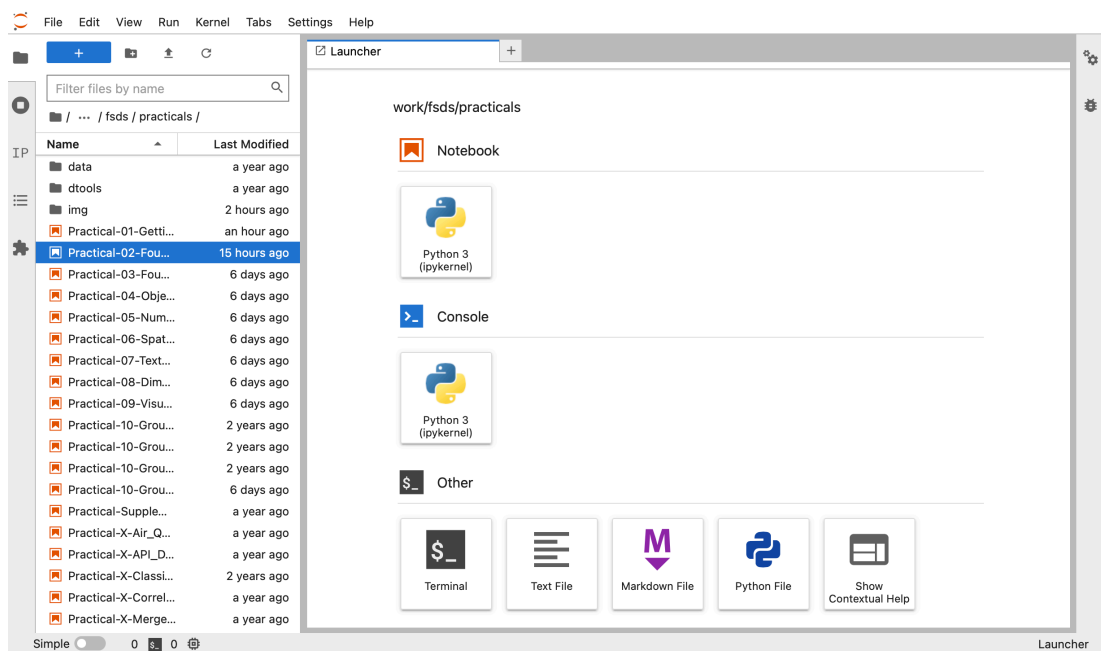 File Edit View Run Kernel Tabs Settings Help
+
Launcher
+
Filter files by name
/ ... / fsds / practicals /
Name Last Modified
IP
data a year ago
dtools a year ago
img 2 hours ago
Practical-01-Getti... an hour ago
Practical-02-Fou... 15 hours ago
Practical-03-Fou... 6 days ago
Practical-04-Obje... 6 days ago
Practical-05-Num... 6 days ago
Practical-06-Spat... 6 days ago
Practical-07-Text... 6 days ago
Practical-08-Dim... 6 days ago
Practical-09-Visu... 6 days ago
Practical-10-Grou... 2 years ago
Practical-10-Grou... 2 years ago
Practical-10-Grou... 2 years ago
Practical-10-Grou... 6 days ago
Practical-Supple... a year ago
Practical-X-Air_Q... a year ago
Practical-X-API_D... a year ago
Practical-X-Classi... 2 years ago
Practical-X-Correl... a year ago
Practical-X-Merge... a year ago
work/fsds/practicals
Notebook
Python 3
(ipykernel)
>_ Console
Python 3
(ipykernel)
$_ Other
$_
Terminal
Text File
M
Markdown File
Python File
Show
Contextual Help
Simple 0 $_ 0 Launcher